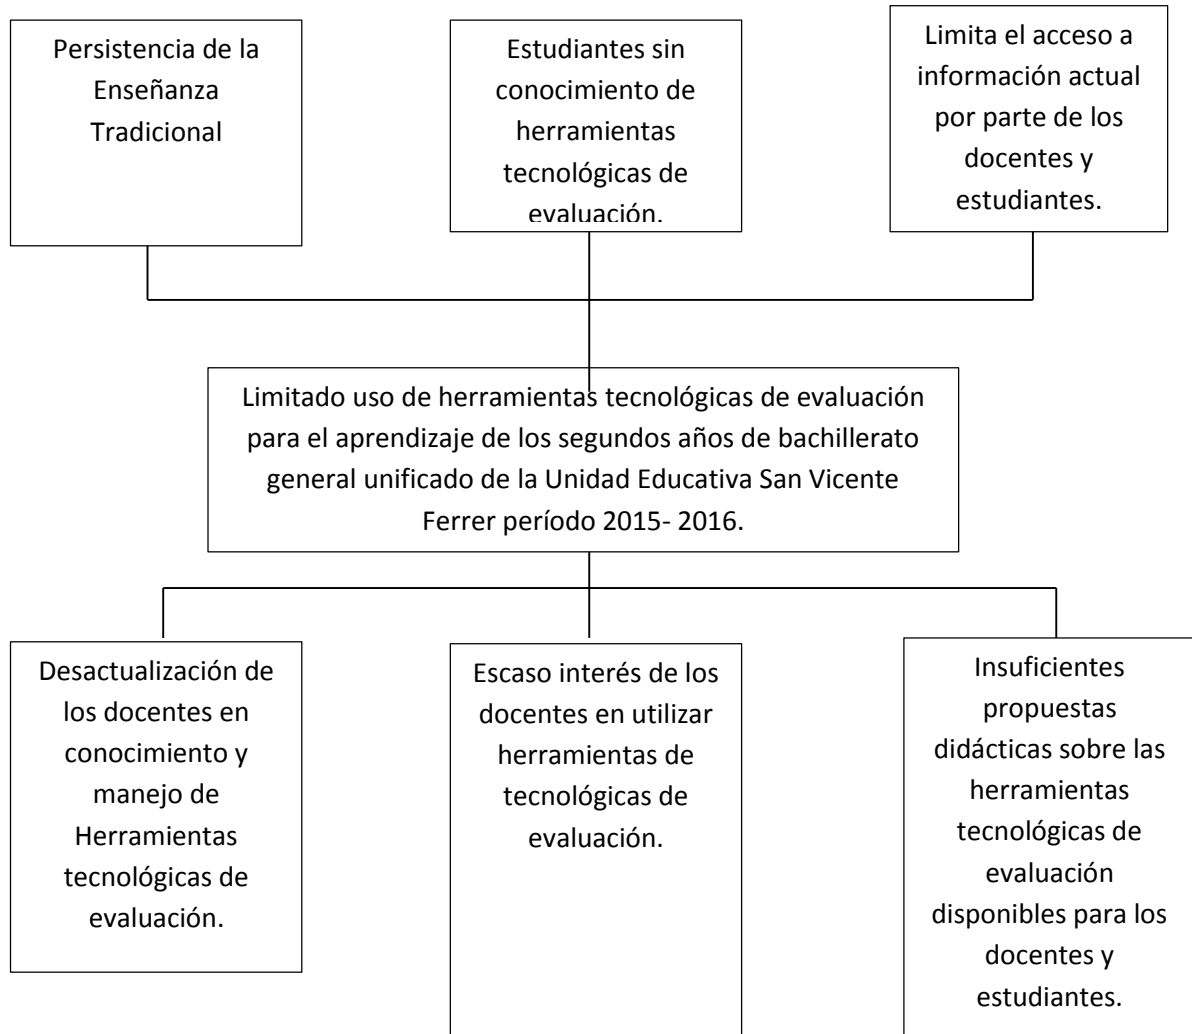 Persistencia de la
Enseñanza
Tradicional
Estudiantes sin
conocimiento de
herramientas
tecnológicas de
evaluación.
Limita el acceso a
información actual
por parte de los
docentes y
estudiantes.
Limitado uso de herramientas tecnológicas de evaluación
para el aprendizaje de los segundos años de bachillerato
general unificado de la Unidad Educativa San Vicente
Ferrer período 2015- 2016.
Desactualización de
los docentes en
conocimiento y
manejo de
Herramientas
tecnológicas de
evaluación.
Escaso interés de los
docentes en utilizar
herramientas de
tecnológicas de
evaluación.
Insuficientes
propuestas
didácticas sobre las
herramientas
tecnológicas de
evaluación
disponibles para los
docentes y
estudiantes.